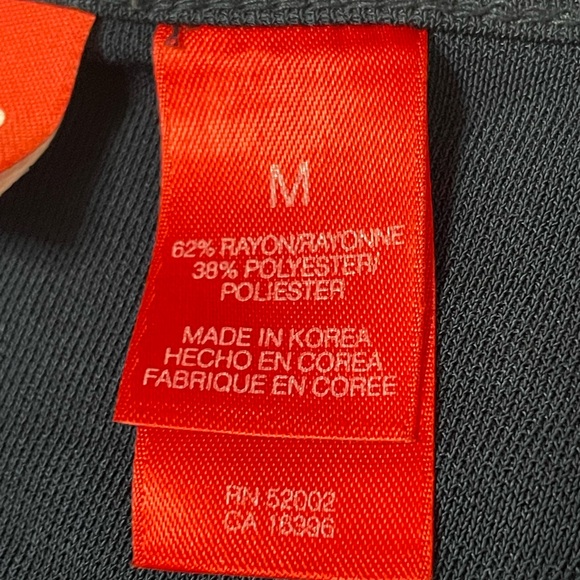 M
62% RAYON/RAYONNE
38% POLYESTER/
POLIESTER
MADE IN KOREA
HECHO EN COREA
FABRIQUE EN COREE
RN 52002
CA 18396